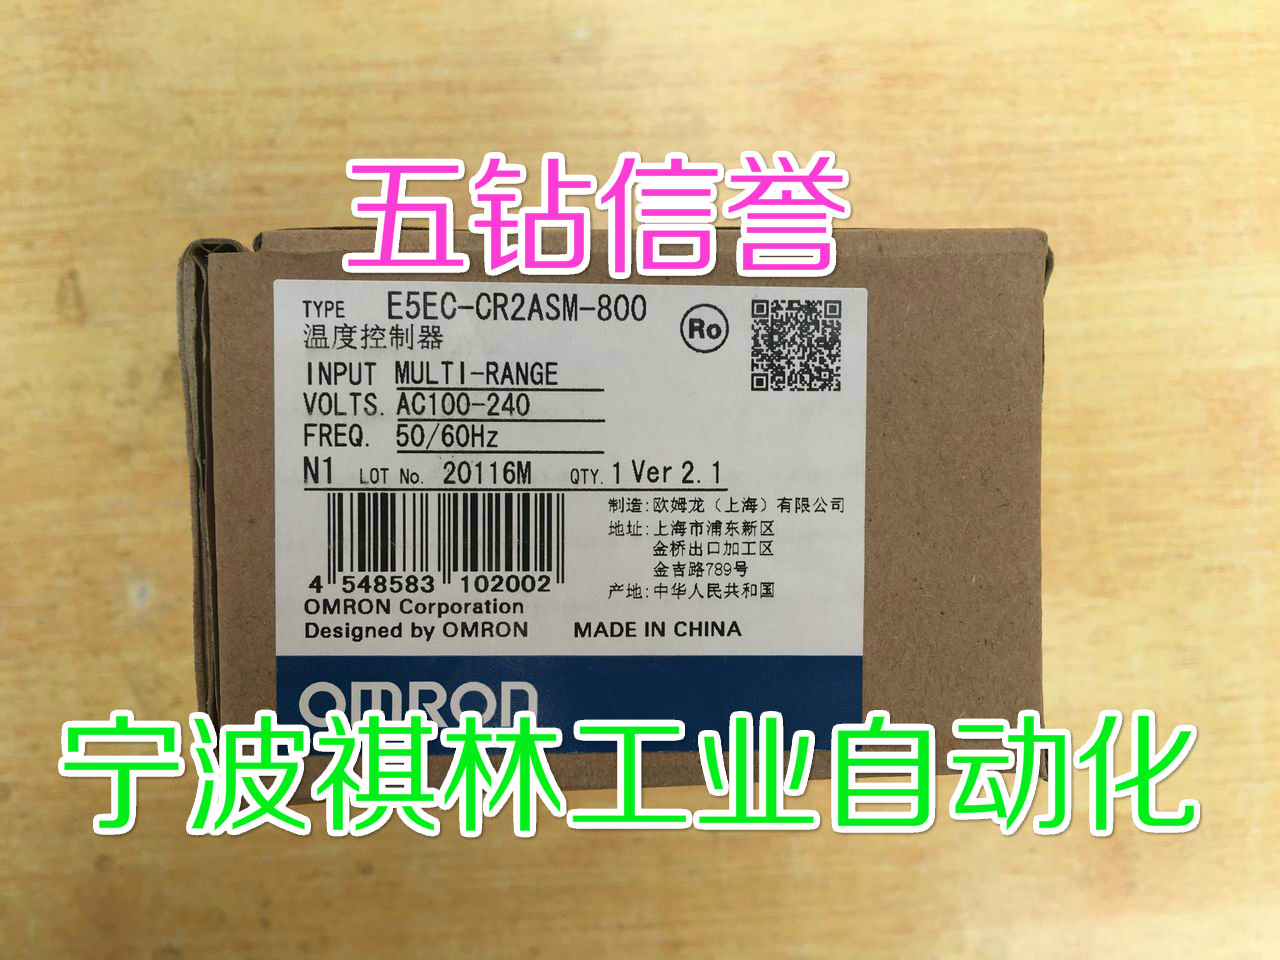 五钻信誉
TYPE E5EC-CR2ASM-800
温度控制器
Ro
INPUT MULTI-RANGE
VOLTS. AC100-240
FREQ. 50/60Hz
N1 LOT No. 20116M QTY. 1 Ver 2.1
制造:欧姆龙（上海）有限公司
地址:上海市浦东新区
金桥出口加工区
金吉路789号
产地:中华人民共和国
4 548583 102002
OMRON Corporation
Designed by OMRON MADE IN CHINA
OMRON
宁波祺林工业自动化